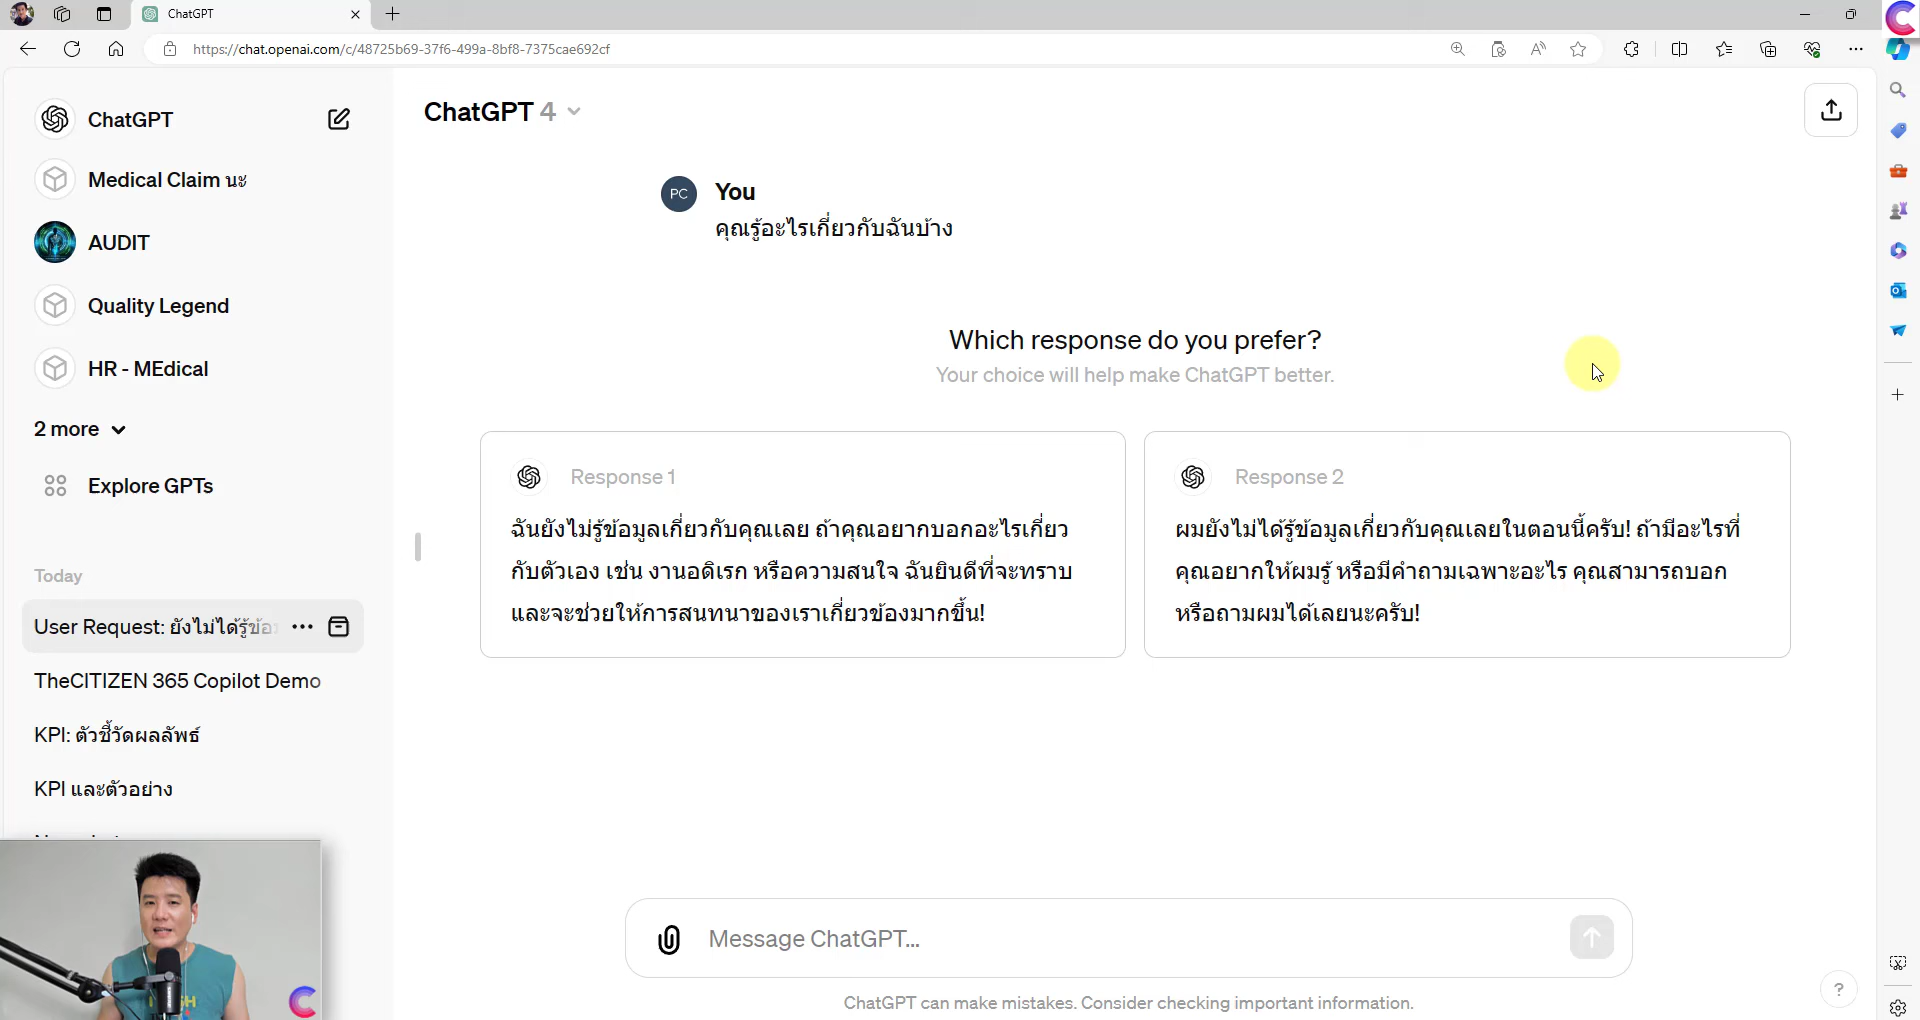 ChatGPT
https://chat.openai.com/c/48725b69-37f6-499a-8bf8-7375cae692cf
ChatGPT
Medical Claim นะ
AUDIT
Quality Legend
HR - MEdical
2 more
Explore GPTs
Today
User Request: ยังไม่ได้รู้ข้อ
TheCITIZEN 365 Copilot Demo
KPI: ตัวชี้วัดผลลัพธ์
KPI และตัวอย่าง
ChatGPT 4
PC
You
คุณรู้อะไรเกี่ยวกับฉันบ้าง
Which response do you prefer?
Your choice will help make ChatGPT better.
Response 1
ฉันยังไม่รู้ข้อมูลเกี่ยวกับคุณเลย ถ้าคุณอยากบอกอะไรเกี่ยว
กับตัวเอง เช่น งานอดิเรก หรือความสนใจ ฉันยินดีที่จะทราบ
และจะช่วยให้การสนทนาของเราเกี่ยวข้องมากขึ้น!
Response 2
ผมยังไม่ได้รู้ข้อมูลเกี่ยวกับคุณเลยในตอนนี้ครับ! ถ้ามีอะไรที่
คุณอยากให้ผมรู้ หรือมีคำถามเฉพาะอะไร คุณสามารถบอก
หรือถามผมได้เลยนะครับ!
Message ChatGPT...
ChatGPT can make mistakes. Consider checking important information.
?